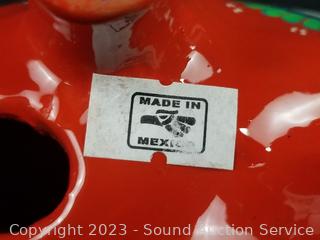 MADE IN
MEXICO
Copyright 2023 - Sound Auction Service